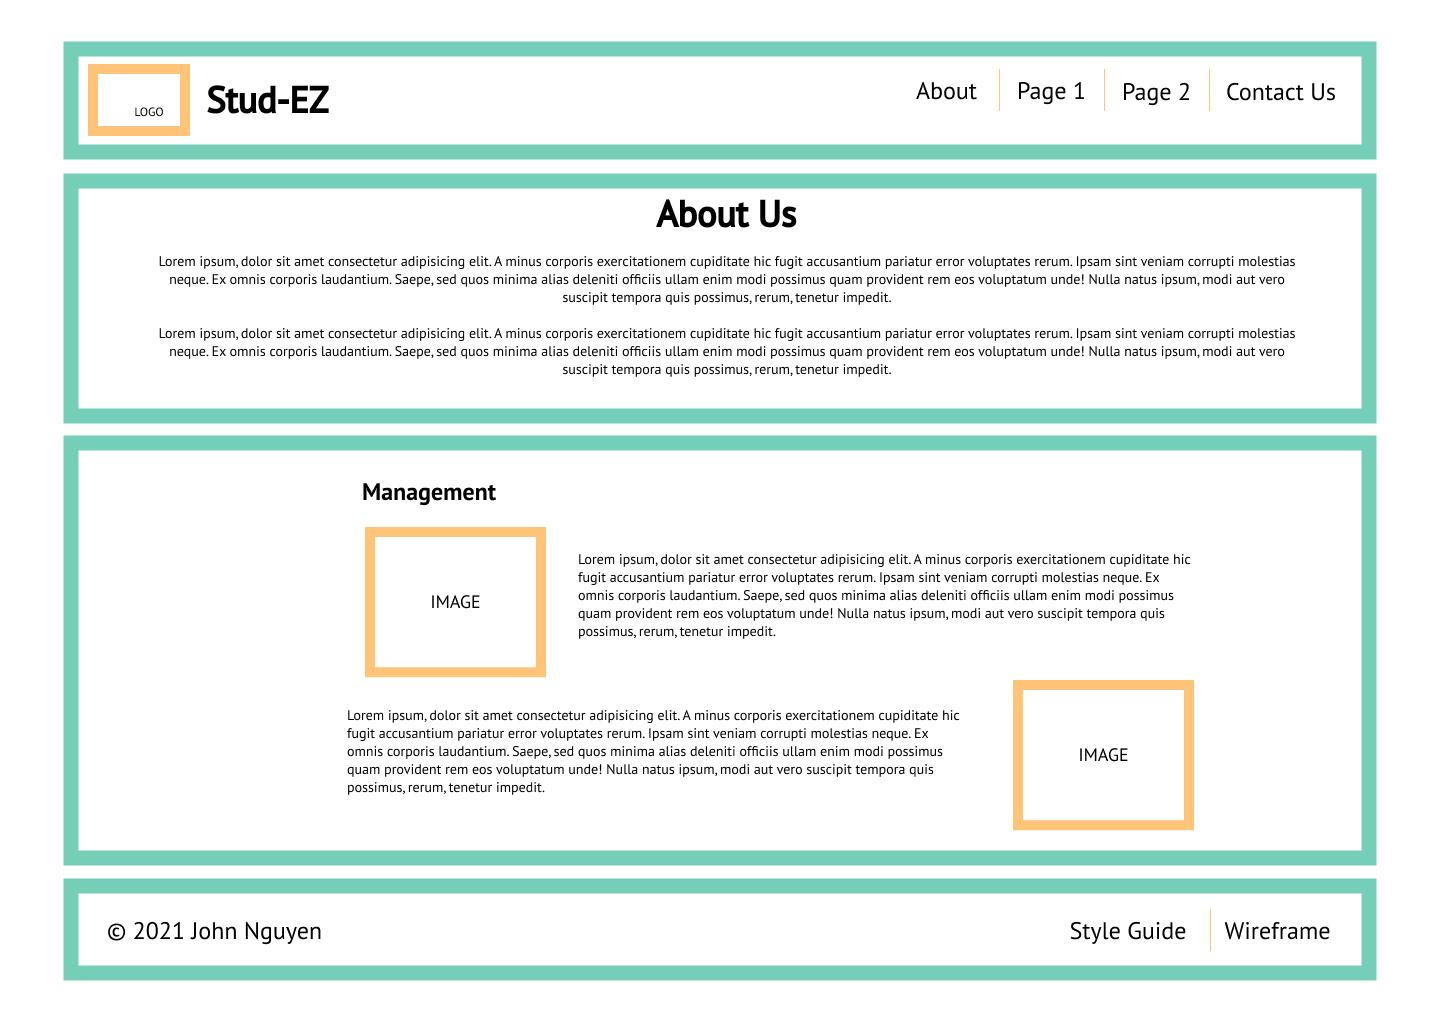 LOGO
Stud-EZ
About
Page 1
Page 2
Contact Us
About Us
Lorem ipsum, dolor sit amet consectetur adipisicing elit. A minus corporis exercitationem cupiditate hic fugit accusantium pariatur error voluptates rerum. Ipsam sint veniam corrupti molestias
neque. Ex omnis corporis laudantium. Saepe, sed quos minima alias deleniti officiis ullam enim modi possimus quam provident rem eos voluptatum unde! Nulla natus ipsum, modi aut vero
suscipit tempora quis possimus, rerum, tenetur impedit.
Lorem ipsum, dolor sit amet consectetur adipisicing elit. A minus corporis exercitationem cupiditate hic fugit accusantium pariatur error voluptates rerum. Ipsam sint veniam corrupti molestias
neque. Ex omnis corporis laudantium. Saepe, sed quos minima alias deleniti officiis ullam enim modi possimus quam provident rem eos voluptatum unde! Nulla natus ipsum, modi aut vero
suscipit tempora quis possimus, rerum, tenetur impedit.
Management
IMAGE
Lorem ipsum, dolor sit amet consectetur adipisicing elit. A minus corporis exercitationem cupiditate hic
fugit accusantium pariatur error voluptates rerum. Ipsam sint veniam corrupti molestias neque. Ex
omnis corporis laudantium. Saepe, sed quos minima alias deleniti officiis ullam enim modi possimus
quam provident rem eos voluptatum unde! Nulla natus ipsum, modi aut vero suscipit tempora quis
possimus, rerum, tenetur impedit.
Lorem ipsum, dolor sit amet consectetur adipisicing elit. A minus corporis exercitationem cupiditate hic
fugit accusantium pariatur error voluptates rerum. Ipsam sint veniam corrupti molestias neque. Ex
omnis corporis laudantium. Saepe, sed quos minima alias deleniti officiis ullam enim modi possimus
quam provident rem eos voluptatum unde! Nulla natus ipsum, modi aut vero suscipit tempora quis
possimus, rerum, tenetur impedit.
IMAGE
© 2021 John Nguyen
Style Guide
Wireframe